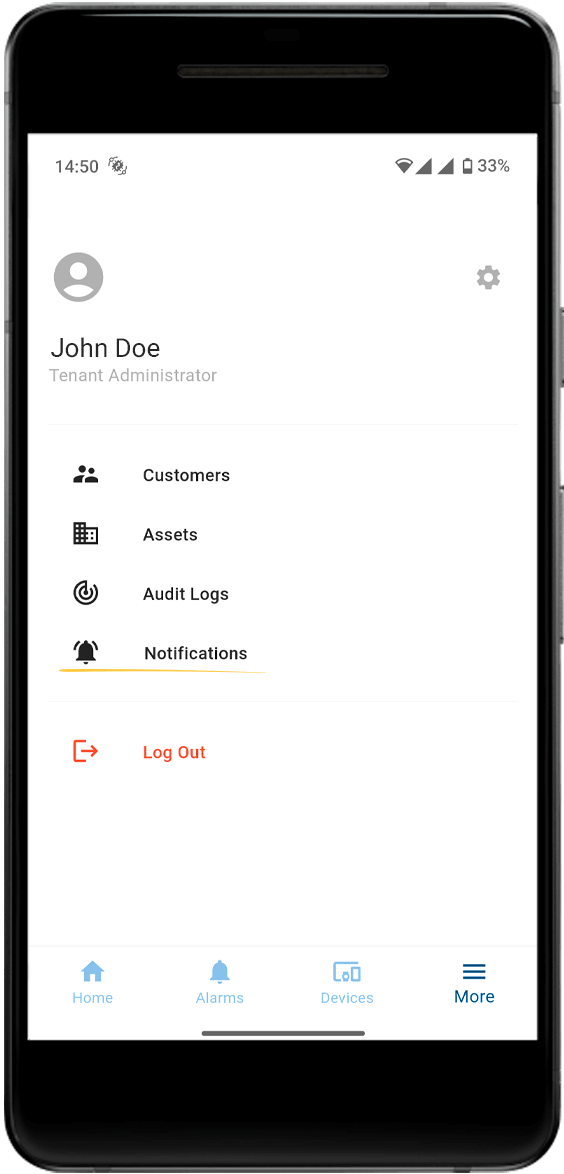 14:50 33%
John Doe
Tenant Administrator
Customers
Assets
Audit Logs
Notifications
Log Out
Home Alarms Devices More